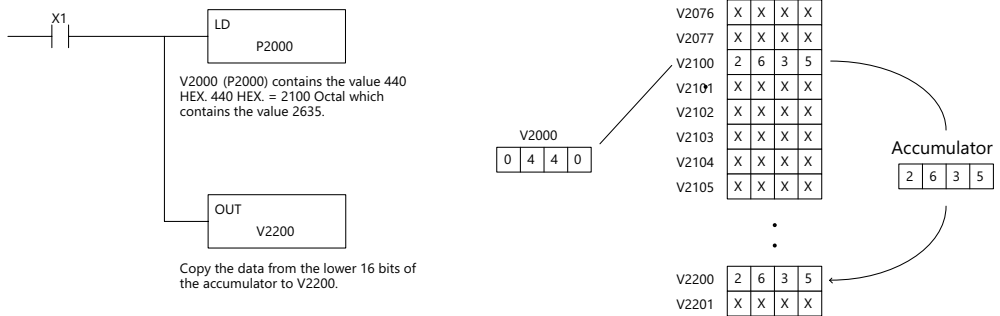 X1
LD
P2000
V2000 (P2000) contains the value 440
HEX. 440 HEX. = 2100 Octal which
contains the value 2635.
OUT
V2200
Copy the data from the lower 16 bits of
the accumulator to V2200.
V2000
0 4 4 0
V2076 X X X X
V2077 X X X X
V2100 2 6 3 5
V2101 X X X X
V2102 X X X X
V2103 X X X X
V2104 X X X X
V2105 X X X X
V2200 2 6 3 5
V2201 X X X X
Accumulator
2 6 3 5